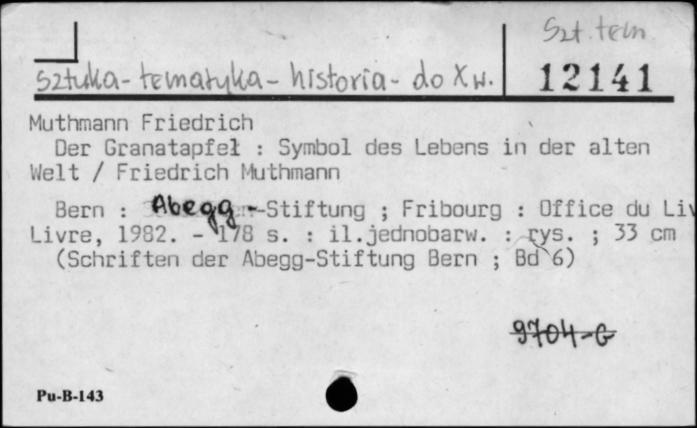 Szt. tem.
Sztuka - tematyka - historia - do X w.
12141
Muthmann Friedrich
Der Granatapfel : Symbol des Lebens in der alten
Welt / Friedrich Muthmann
Bern : Abegg-Stiftung ; Fribourg : Office du Liv
Livre, 1982. - 178 s. : il.jednobarw. : rys. ; 33 cm
(Schriften der Abegg-Stiftung Bern ; Bd 6)
9704-G
Pu-B-143